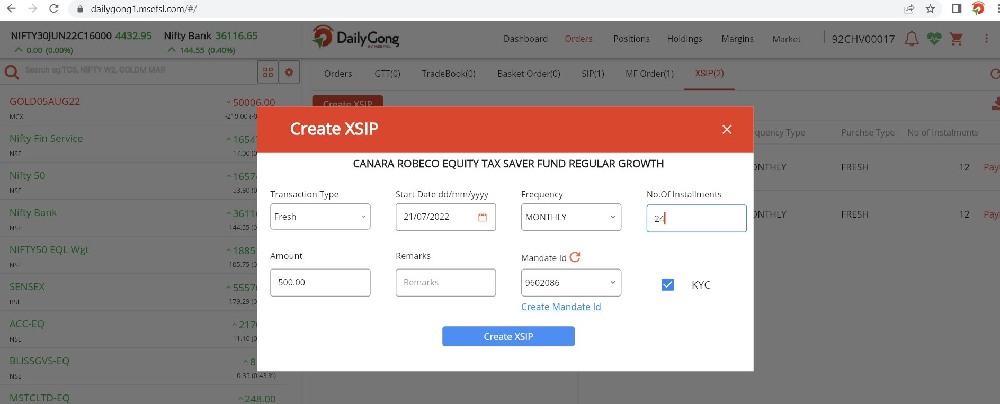 dailygong1.msefsl.com/#/
NIFTY30JUN22C16000 4432.95 Nifty Bank 36116.65
0.00 (0.00%) 144.55 (0.40%)
DailyGong
BY MSE FSL
Dashboard Orders Positions Holdings Margins Market 92CHV00017
Search eg:TCS, NIFTY W2, GOLDM MAR
Orders GTT(0) TradeBook(0) Basket Order(0) SIP(1) MF Order(1) XSIP(2)
GOLD05AUG22 50006.00
MCX -219.00 (-0
Create XSIP
Nifty Fin Service 1654
NSE 17.00 (0
Nifty 50 1657
NSE 53.80 (0
Nifty Bank 3611
NSE 144.55 (0
NIFTY50 EQL Wgt 1885
NSE 105.75 (0
SENSEX 5557
BSE 179.29 (0
ACC-EQ 217
NSE 11.10 (0
BLISSGVS-EQ 8
NSE 0.35 (0.43 %)
MSTCLTD-EQ 248.00
quency Type Purchse Type No of Instalments
ONTHLY FRESH 12 Pay
ONTHLY FRESH 12 Pay
Create XSIP
CANARA ROBECO EQUITY TAX SAVER FUND REGULAR GROWTH
Transaction Type Start Date dd/mm/yyyy Frequency No.Of Installments
Fresh 21/07/2022 MONTHLY 24
Amount Remarks Mandate Id
500.00 Remarks 9602086 KYC
Create Mandate Id
Create XSIP